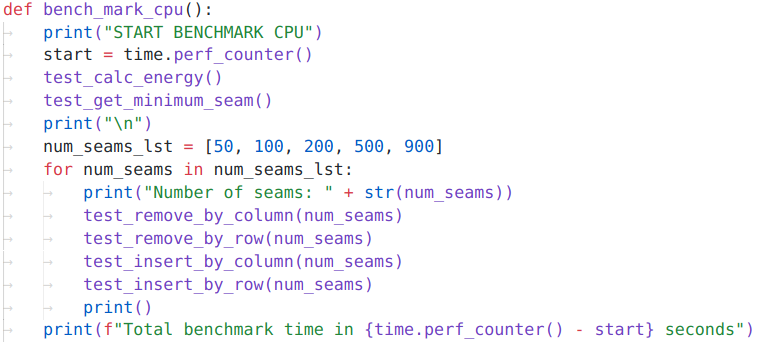 def bench_mark_cpu():
    print("START BENCHMARK CPU")
    start = time.perf_counter()
    test_calc_energy()
    test_get_minimum_seam()
    print("\n")
    num_seams_lst = [50, 100, 200, 500, 900]
    for num_seams in num_seams_lst:
        print("Number of seams: " + str(num_seams))
        test_remove_by_column(num_seams)
        test_remove_by_row(num_seams)
        test_insert_by_column(num_seams)
        test_insert_by_row(num_seams)
        print()
    print(f"Total benchmark time in {time.perf_counter() - start} seconds")